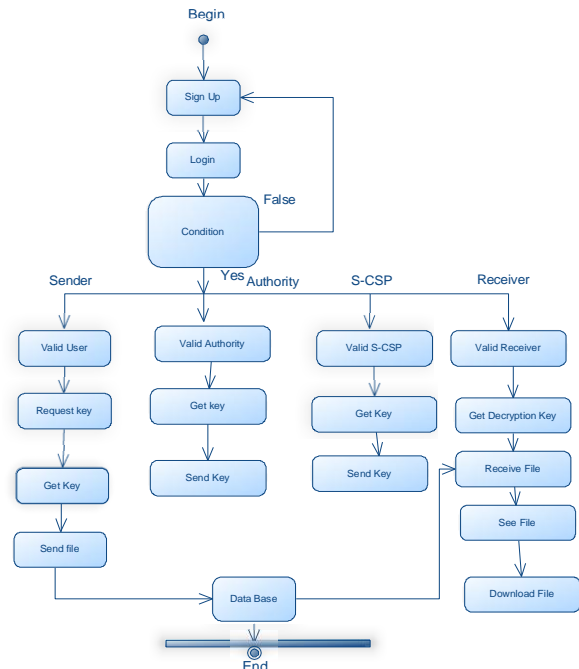 Begin
Sign Up
Login
False
Condition
Yes
Sender
Authority
S-CSP
Receiver
Valid User
Valid Authority
Valid S-CSP
Valid Receiver
Request key
Get key
Get Key
Get Decryption Key
Get Key
Send Key
Send Key
Receive File
Send file
See File
Data Base
Download File
End